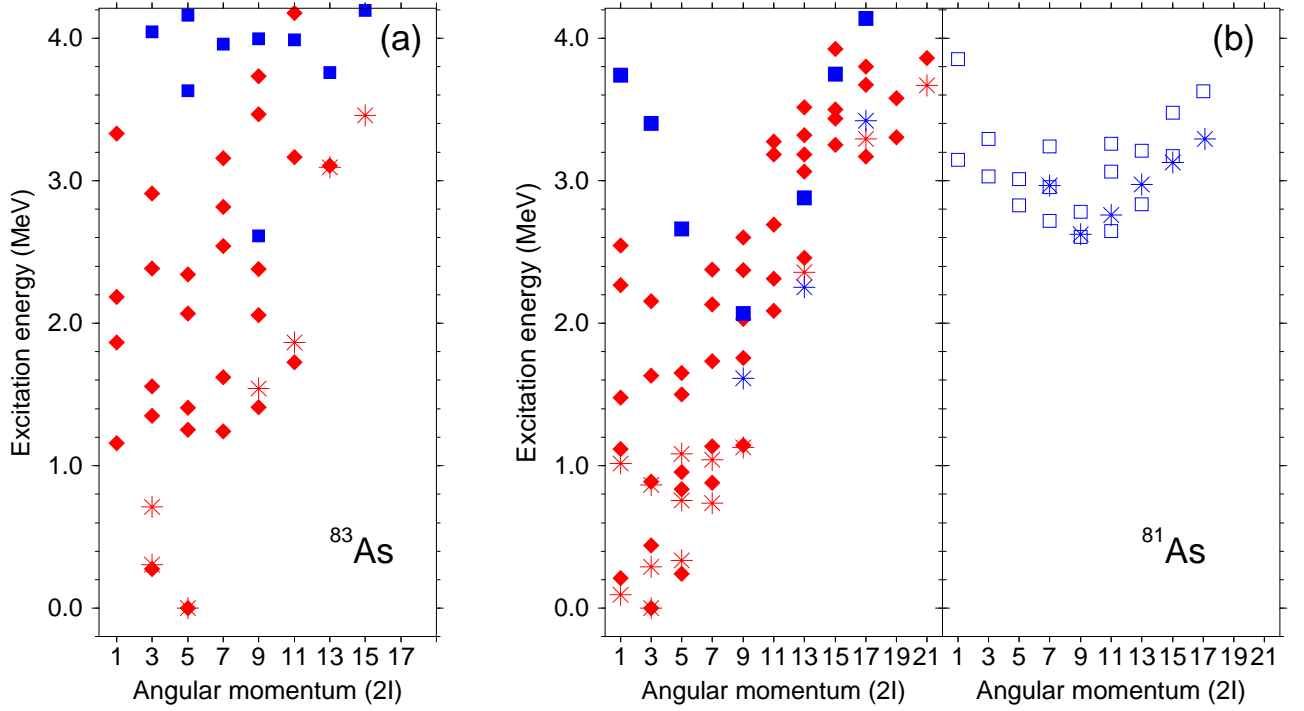 (a)
(b)
4.0
3.0
2.0
1.0
0.0
Excitation energy (MeV)
83As
1 3 5 7 9 11 13 15 17
Angular momentum (2I)
4.0
3.0
2.0
1.0
0.0
Excitation energy (MeV)
81As
1 3 5 7 9 11 13 15 17 19 21
1 3 5 7 9 11 13 15 17 19 21
Angular momentum (2I)
Angular momentum (2I)